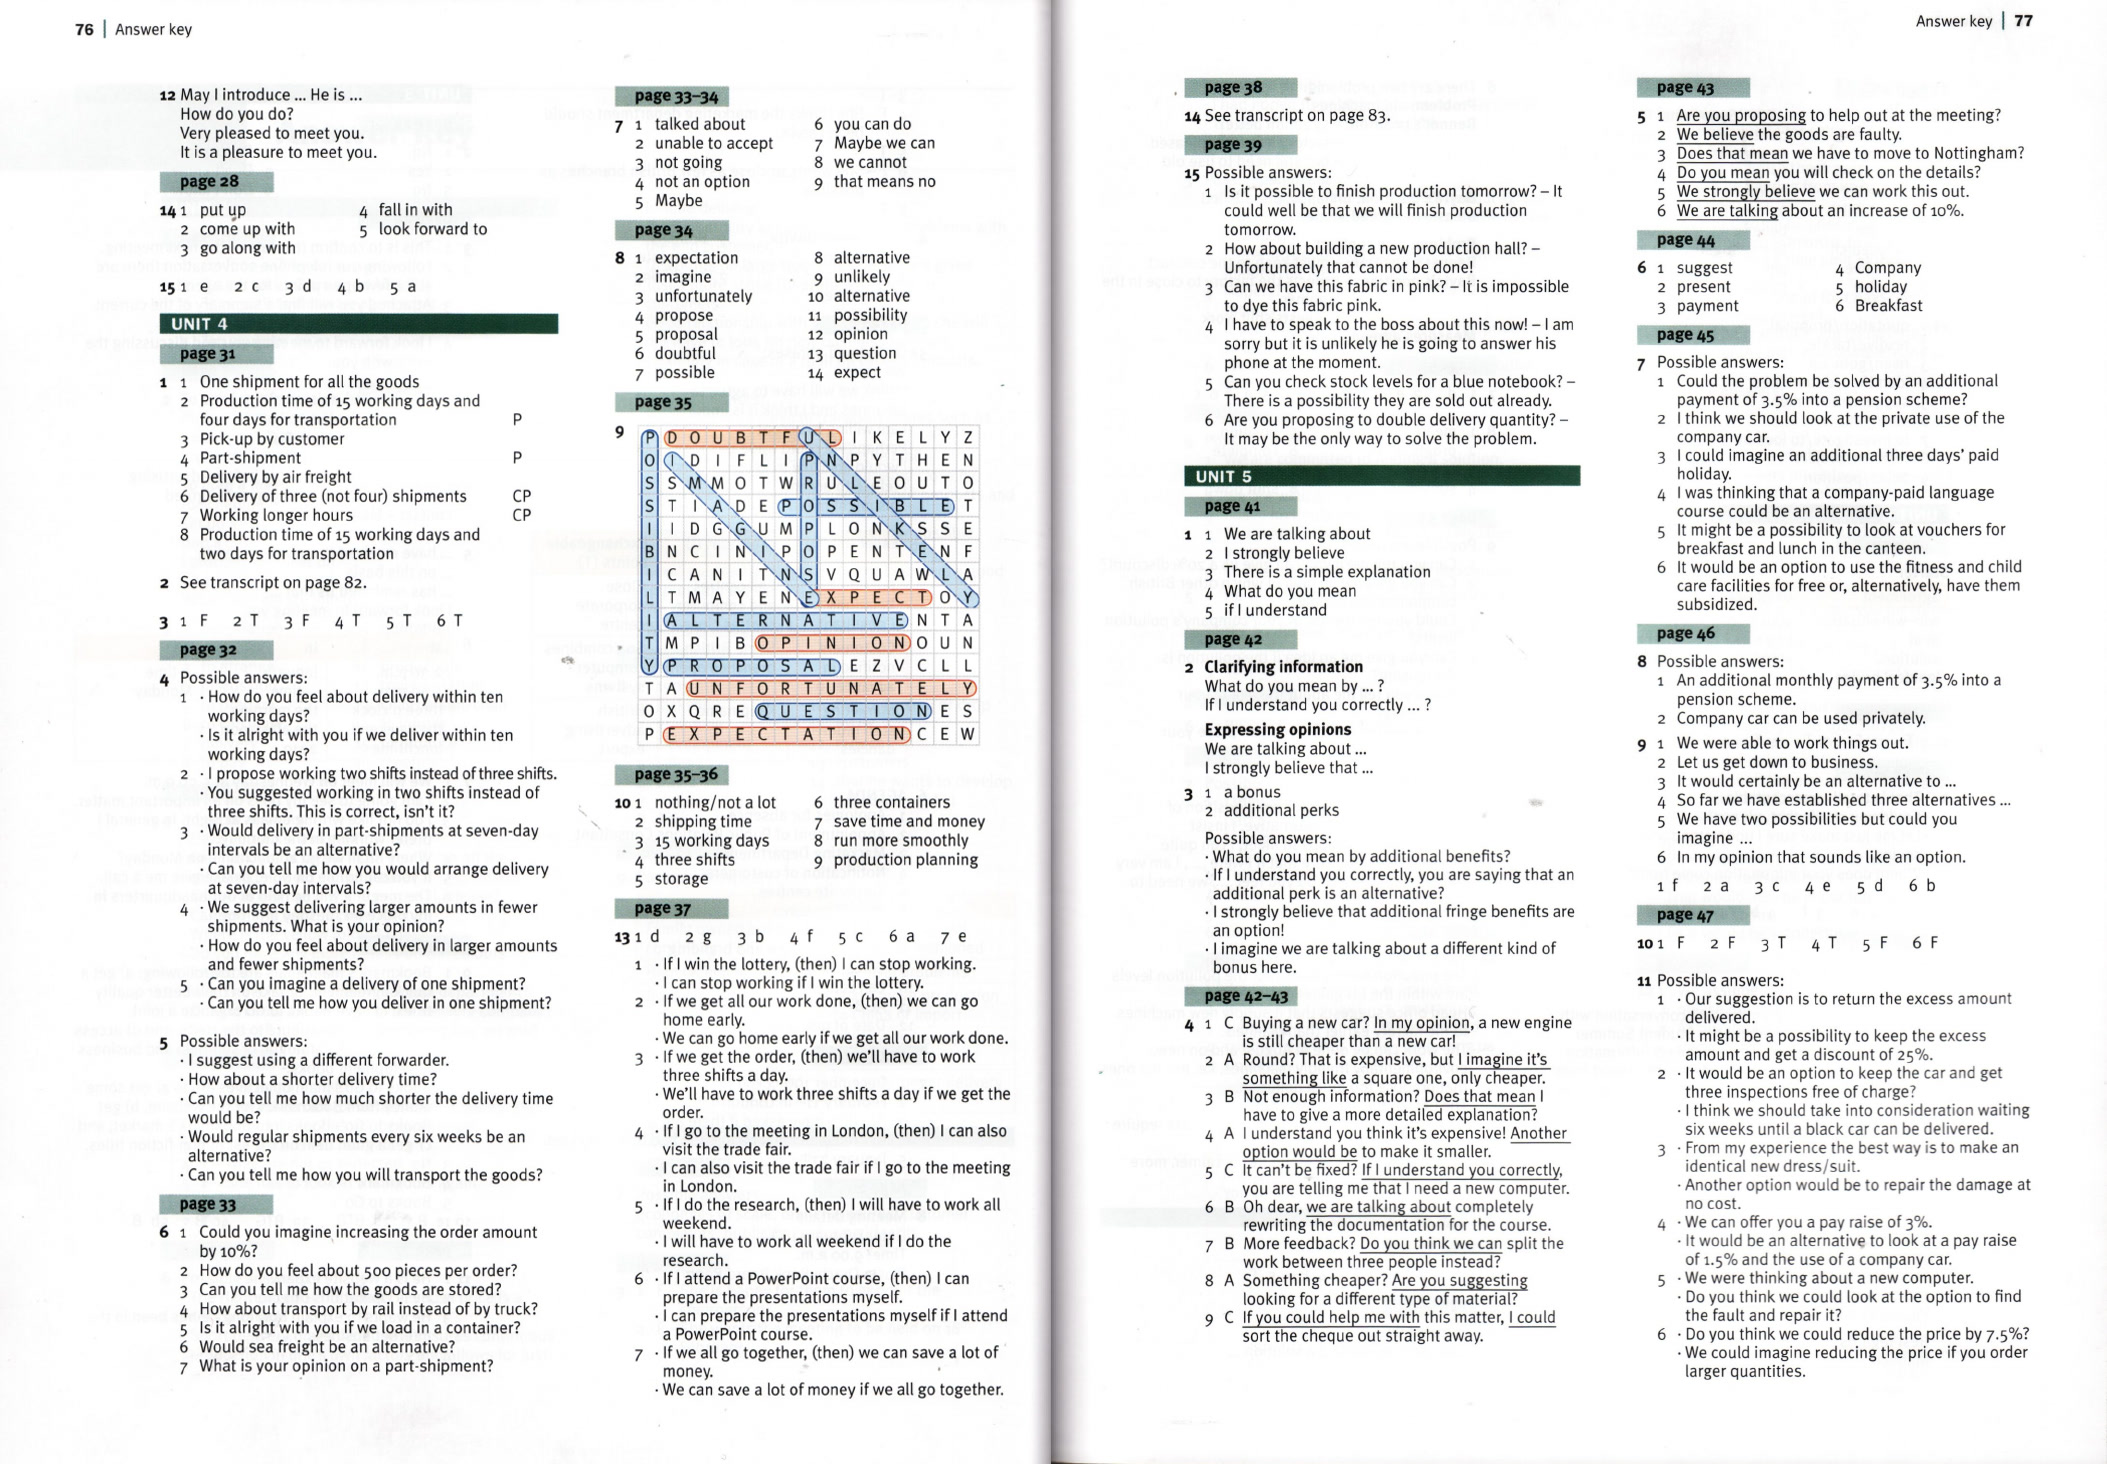 76 | Answer key
12 May I introduce ... He is ...
How do you do?
Very pleased to meet you.
It is a pleasure to meet you.
page 28
14 1 put up
2 come up with
3 go along with
4 fall in with
5 look forward to
15 1 e 2 c 3 d 4 b 5 a
UNIT 4
page 31
1 1 One shipment for all the goods
2 Production time of 15 working days and
four days for transportation P
3 Pick-up by customer
4 Part-shipment P
5 Delivery by air freight
6 Delivery of three (not four) shipments CP
7 Working longer hours CP
8 Production time of 15 working days and
two days for transportation
2 See transcript on page 82.
3 1 F 2 T 3 F 4 T 5 T 6 T
page 32
4 Possible answers:
1 · How do you feel about delivery within ten
working days?
· Is it alright with you if we deliver within ten
working days?
2 · I propose working two shifts instead of three shifts.
· You suggested working in two shifts instead of
three shifts. This is correct, isn't it?
3 · Would delivery in part-shipments at seven-day
intervals be an alternative?
· Can you tell me how you would arrange delivery
at seven-day intervals?
4 · We suggest delivering larger amounts in fewer
shipments. What is your opinion?
· How do you feel about delivery in larger amounts
and fewer shipments?
5 · Can you imagine a delivery of one shipment?
· Can you tell me how you deliver in one shipment?
5 Possible answers:
· I suggest using a different forwarder.
· How about a shorter delivery time?
· Can you tell me how much shorter the delivery time
would be?
· Would regular shipments every six weeks be an
alternative?
· Can you tell me how you will transport the goods?
page 33
6 1 Could you imagine increasing the order amount
by 10%?
2 How do you feel about 500 pieces per order?
3 Can you tell me how the goods are stored?
4 How about transport by rail instead of by truck?
5 Is it alright with you if we load in a container?
6 Would sea freight be an alternative?
7 What is your opinion on a part-shipment?
page 33–34
7 1 talked about
2 unable to accept
3 not going
4 not an option
5 Maybe
6 you can do
7 Maybe we can
8 we cannot
9 that means no
page 34
8 1 expectation
2 imagine
3 unfortunately
4 propose
5 proposal
6 doubtful
7 possible
8 alternative
9 unlikely
10 alternative
11 possibility
12 opinion
13 question
14 expect
page 35
9
P D O U B T F U L I K E L Y Z
O I D I F L I P N P Y T H E N
S S M M O T W R U L E O U T O
S T I A D E P O S S I B L E T
I I D G G U M P L O N K S S E
B N C I N I P O P E N T E N F
I C A N I T N S V Q U A W L A
L T M A Y E N E X P E C T O Y
I A L T E R N A T I V E N T A
T M P I B O P I N I O N O U N
Y P R O P O S A L E Z V C L L
T A U N F O R T U N A T E L Y
O X Q R E Q U E S T I O N E S
P E X P E C T A T I O N C E W
page 35–36
10 1 nothing/not a lot
2 shipping time
3 15 working days
4 three shifts
5 storage
6 three containers
7 save time and money
8 run more smoothly
9 production planning
page 37
13 1 d 2 g 3 b 4 f 5 c 6 a 7 e
1 · If I win the lottery, (then) I can stop working.
· I can stop working if I win the lottery.
2 · If we get all our work done, (then) we can go
home early.
· We can go home early if we get all our work done.
3 · If we get the order, (then) we'll have to work
three shifts a day.
· We'll have to work three shifts a day if we get the
order.
4 · If I go to the meeting in London, (then) I can also
visit the trade fair.
· I can also visit the trade fair if I go to the meeting
in London.
5 · If I do the research, (then) I will have to work all
weekend.
· I will have to work all weekend if I do the
research.
6 · If I attend a PowerPoint course, (then) I can
prepare the presentations myself.
· I can prepare the presentations myself if I attend
a PowerPoint course.
7 · If we all go together, (then) we can save a lot of
money.
· We can save a lot of money if we all go together.
Answer key | 77
page 38
14 See transcript on page 83.
page 39
15 Possible answers:
1 Is it possible to finish production tomorrow? – It
could well be that we will finish production
tomorrow.
2 How about building a new production hall? –
Unfortunately that cannot be done!
3 Can we have this fabric in pink? – It is impossible
to dye this fabric pink.
4 I have to speak to the boss about this now! – I am
sorry but it is unlikely he is going to answer his
phone at the moment.
5 Can you check stock levels for a blue notebook? –
There is a possibility they are sold out already.
6 Are you proposing to double delivery quantity? –
It may be the only way to solve the problem.
UNIT 5
page 41
1 1 We are talking about
2 I strongly believe
3 There is a simple explanation
4 What do you mean
5 if I understand
page 42
2 Clarifying information
What do you mean by ... ?
If I understand you correctly ... ?
Expressing opinions
We are talking about ...
I strongly believe that ...
3 1 a bonus
2 additional perks
Possible answers:
· What do you mean by additional benefits?
· If I understand you correctly, you are saying that an
additional perk is an alternative?
· I strongly believe that additional fringe benefits are
an option!
· I imagine we are talking about a different kind of
bonus here.
page 42–43
4 1 C Buying a new car? In my opinion, a new engine
is still cheaper than a new car!
2 A Round? That is expensive, but I imagine it's
something like a square one, only cheaper.
3 B Not enough information? Does that mean I
have to give a more detailed explanation?
4 A I understand you think it's expensive! Another
option would be to make it smaller.
5 C It can't be fixed? If I understand you correctly,
you are telling me that I need a new computer.
6 B Oh dear, we are talking about completely
rewriting the documentation for the course.
7 B More feedback? Do you think we can split the
work between three people instead?
8 A Something cheaper? Are you suggesting
looking for a different type of material?
9 C If you could help me with this matter, I could
sort the cheque out straight away.
page 43
5 1 Are you proposing to help out at the meeting?
2 We believe the goods are faulty.
3 Does that mean we have to move to Nottingham?
4 Do you mean you will check on the details?
5 We strongly believe we can work this out.
6 We are talking about an increase of 10%.
page 44
6 1 suggest
2 present
3 payment
4 Company
5 holiday
6 Breakfast
page 45
7 Possible answers:
1 Could the problem be solved by an additional
payment of 3.5% into a pension scheme?
2 I think we should look at the private use of the
company car.
3 I could imagine an additional three days' paid
holiday.
4 I was thinking that a company-paid language
course could be an alternative.
5 It might be a possibility to look at vouchers for
breakfast and lunch in the canteen.
6 It would be an option to use the fitness and child
care facilities for free or, alternatively, have them
subsidized.
page 46
8 Possible answers:
1 An additional monthly payment of 3.5% into a
pension scheme.
2 Company car can be used privately.
9 1 We were able to work things out.
2 Let us get down to business.
3 It would certainly be an alternative to ...
4 So far we have established three alternatives ...
5 We have two possibilities but could you
imagine ...
6 In my opinion that sounds like an option.
1 f 2 a 3 c 4 e 5 d 6 b
page 47
10 1 F 2 F 3 T 4 T 5 F 6 F
11 Possible answers:
1 · Our suggestion is to return the excess amount
delivered.
· It might be a possibility to keep the excess
amount and get a discount of 25%.
2 · It would be an option to keep the car and get
three inspections free of charge?
· I think we should take into consideration waiting
six weeks until a black car can be delivered.
3 · From my experience the best way is to make an
identical new dress/suit.
· Another option would be to repair the damage at
no cost.
4 · We can offer you a pay raise of 3%.
· It would be an alternative to look at a pay raise
of 1.5% and the use of a company car.
5 · We were thinking about a new computer.
· Do you think we could look at the option to find
the fault and repair it?
6 · Do you think we could reduce the price by 7.5%?
· We could imagine reducing the price if you order
larger quantities.